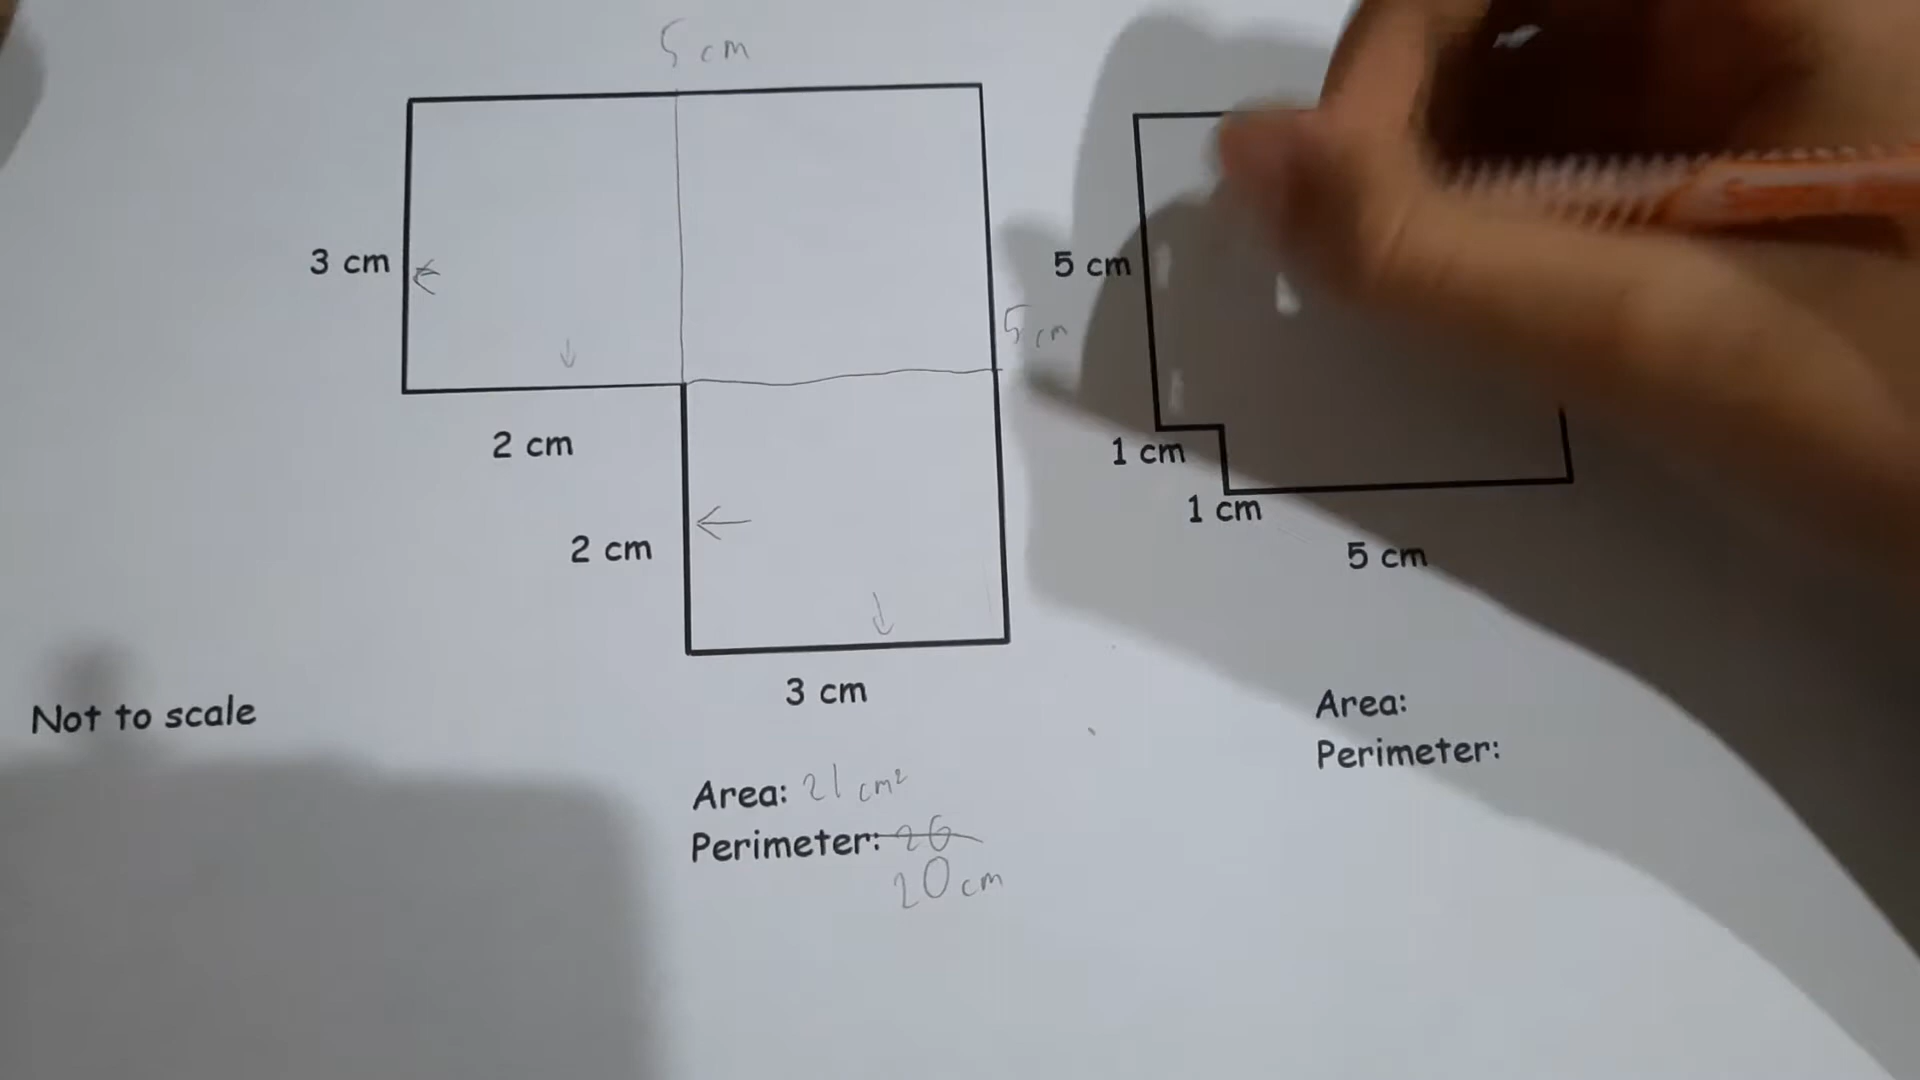 5 cm
3 cm
5 cm
5 cm
2 cm
1 cm
1 cm
2 cm
5 cm
3 cm
Not to scale
Area: 21 cm²
Perimeter: 26
20 cm
Area:
Perimeter: